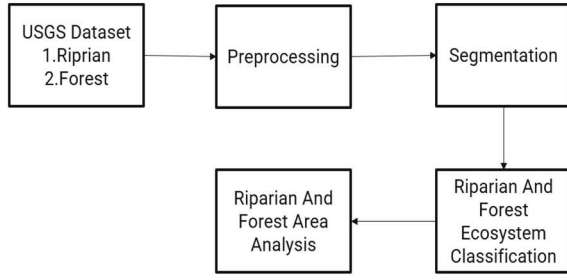 USGS Dataset
1.Riprian
2.Forest
Preprocessing
Segmentation
Riparian And
Forest
Ecosystem
Classification
Riparian And
Forest Area
Analysis